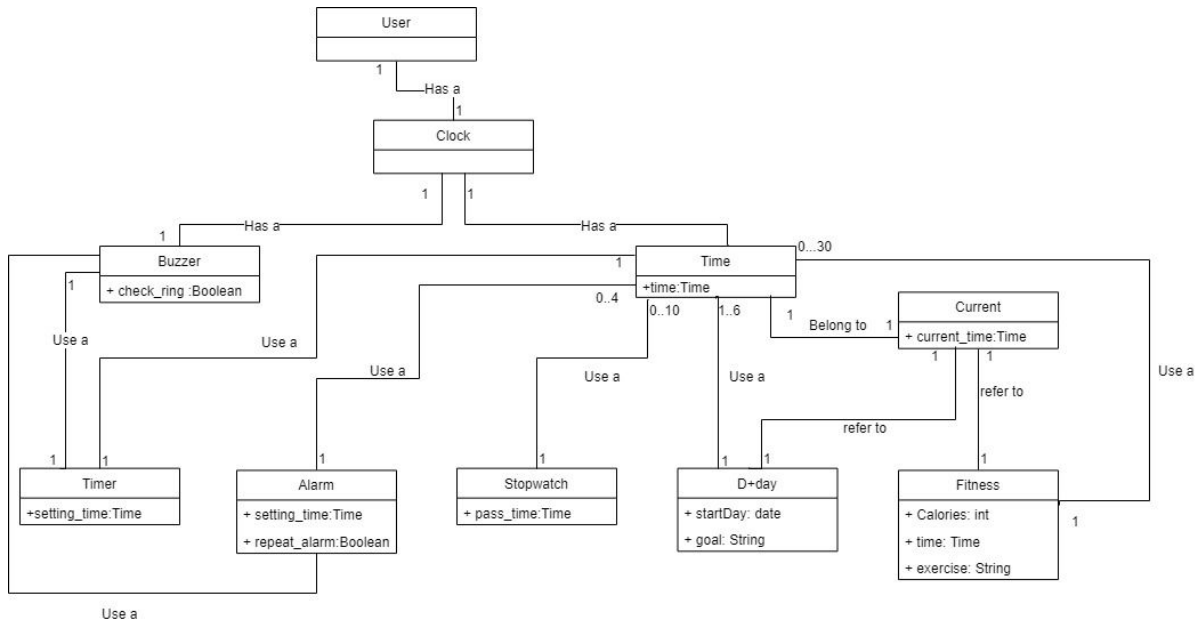 User
1
Has a
1
Clock
1
1
Has a
Has a
1
Buzzer
+ check_ring :Boolean
1
Time
+time:Time
0...30
1
0..4
0..10
1..6
1
Belong to
1
Current
+ current_time:Time
1
1
Use a
Use a
Use a
Use a
Use a
Use a
refer to
refer to
1
1
1
1
1
1
1
1
Timer
+setting_time:Time
Alarm
+ setting_time:Time
+ repeat_alarm:Boolean
Stopwatch
+ pass_time:Time
D+day
+ startDay: date
+ goal: String
Fitness
+ Calories: int
+ time: Time
+ exercise: String
Use a